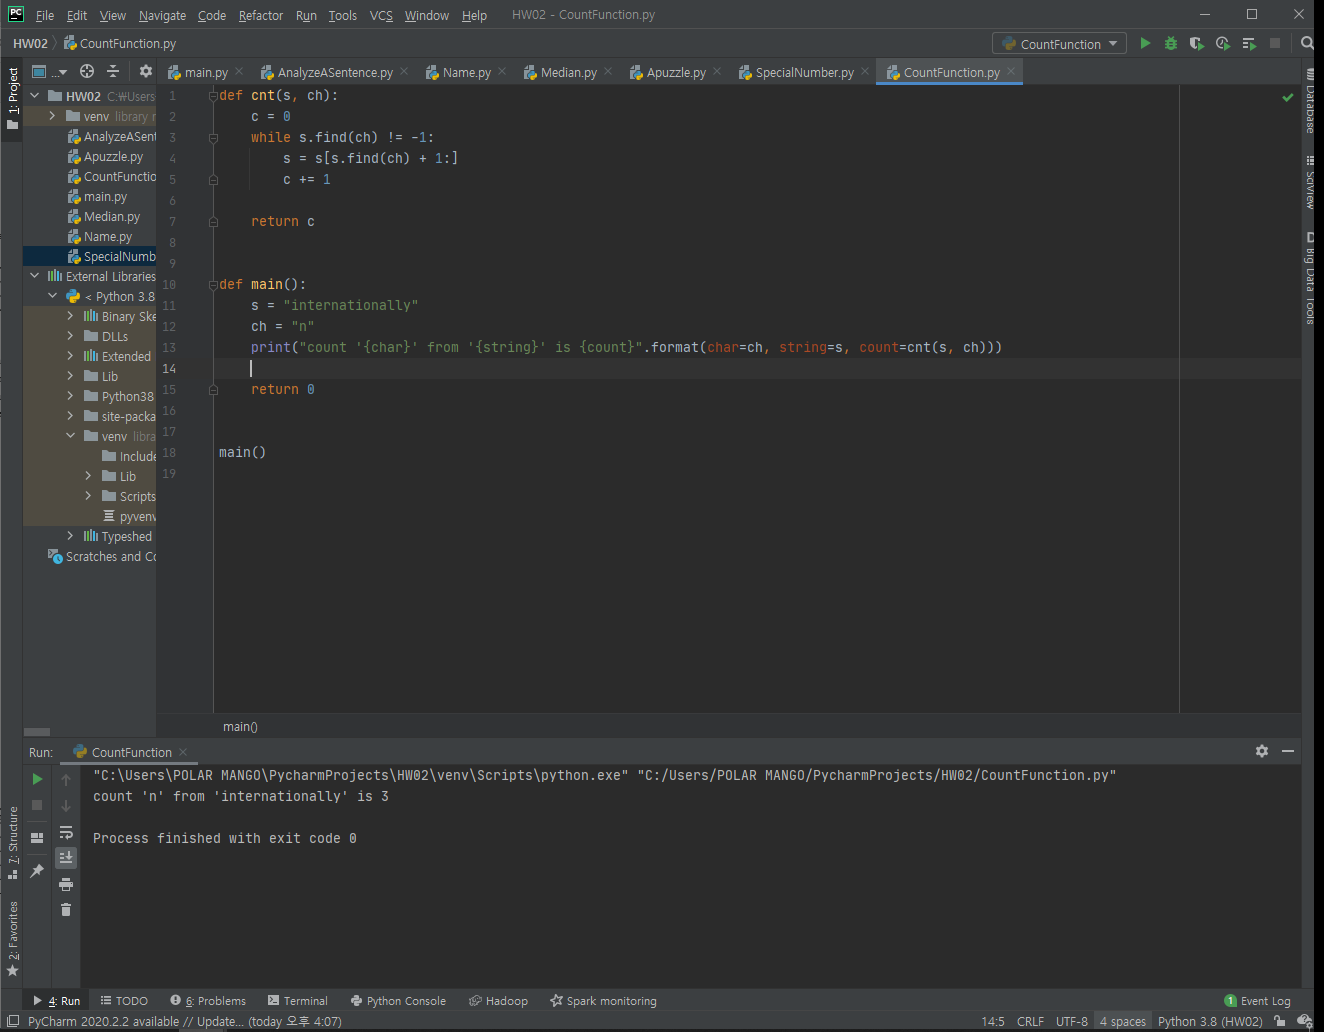 PC File Edit View Navigate Code Refactor Run Tools VCS Window Help HW02 - CountFunction.py
HW02 CountFunction.py CountFunction
1: Project
... main.py AnalyzeASentence.py Name.py Median.py Apuzzle.py SpecialNumber.py CountFunction.py
HW02 C:₩Users
venv library r
AnalyzeASent
Apuzzle.py
CountFunctio
main.py
Median.py
Name.py
SpecialNumb
External Libraries
< Python 3.8
Binary Ske
DLLs
Extended
Lib
Python38
site-packa
venv libra
Include
Lib
Scripts
pyvenv
Typeshed
Scratches and Co
1 def cnt(s, ch):
2 c = 0
3 while s.find(ch) != -1:
4 s = s[s.find(ch) + 1:]
5 c += 1
6
7 return c
8
9
10 def main():
11 s = "internationally"
12 ch = "n"
13 print("count '{char}' from '{string}' is {count}".format(char=ch, string=s, count=cnt(s, ch)))
14
15 return 0
16
17
18 main()
19
main()
Database
SciView
D Big Data Tools
Run: CountFunction
"C:\Users\POLAR MANGO\PycharmProjects\HW02\venv\Scripts\python.exe" "C:/Users/POLAR MANGO/PycharmProjects/HW02/CountFunction.py"
count 'n' from 'internationally' is 3
Process finished with exit code 0
7: Structure
2: Favorites
4: Run TODO 6: Problems Terminal Python Console Hadoop Spark monitoring 1 Event Log
PyCharm 2020.2.2 available // Update... (today 오후 4:07) 14:5 CRLF UTF-8 4 spaces Python 3.8 (HW02)